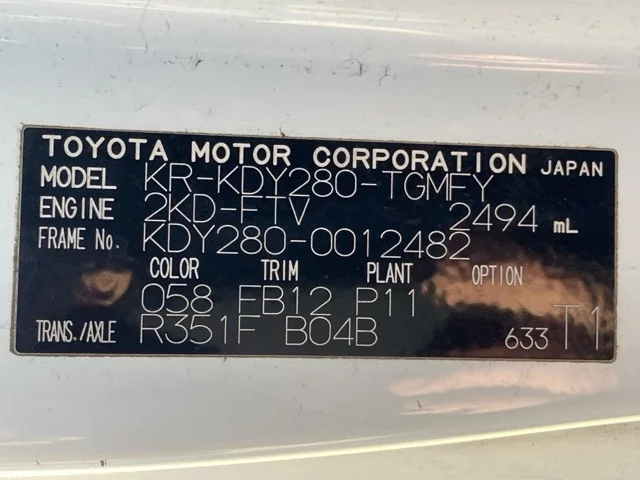 TOYOTA MOTOR CORPORATION JAPAN
MODEL KR-KDY280-TGMFY
ENGINE 2KD-FTV 2494 mL
FRAME No. KDY280-0012482
COLOR TRIM PLANT OPTION
058 FB12 P11
TRANS./AXLE R351F B04B 633 T1